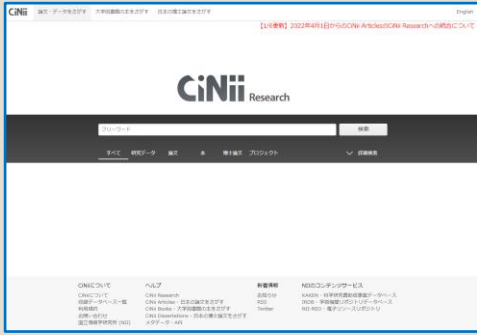 CiNii 論文・データをさがす 大学図書館の本をさがす 日本の博士論文をさがす English
【1/6更新】2022年4月1日からのCiNii ArticlesのCiNii Researchへの統合について
CiNii Research
フリーワード 検索
すべて 研究データ 論文 本 博士論文 プロジェクト 詳細検索
CiNiiについて ヘルプ 新着情報 NIIのコンテンツサービス
CiNiiについて CiNii Research お知らせ KAKEN - 科学研究費助成事業データベース
収録データベース一覧 CiNii Articles - 日本の論文をさがす RSS IRDB - 学術機関リポジトリデータベース
利用規約 CiNii Books - 大学図書館の本をさがす Twitter NII-REO - 電子リソースリポジトリ
お問い合わせ CiNii Dissertations - 日本の博士論文をさがす
国立情報学研究所 (NII) メタデータ・API